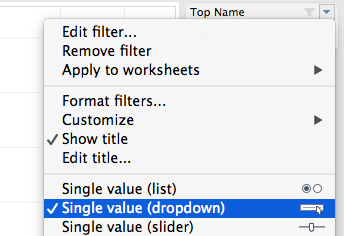 Top Name
Edit filter...
Remove filter
Apply to worksheets
Format filters...
Customize
Show title
Edit title...
Single value (list)
Single value (dropdown)
Single value (slider)